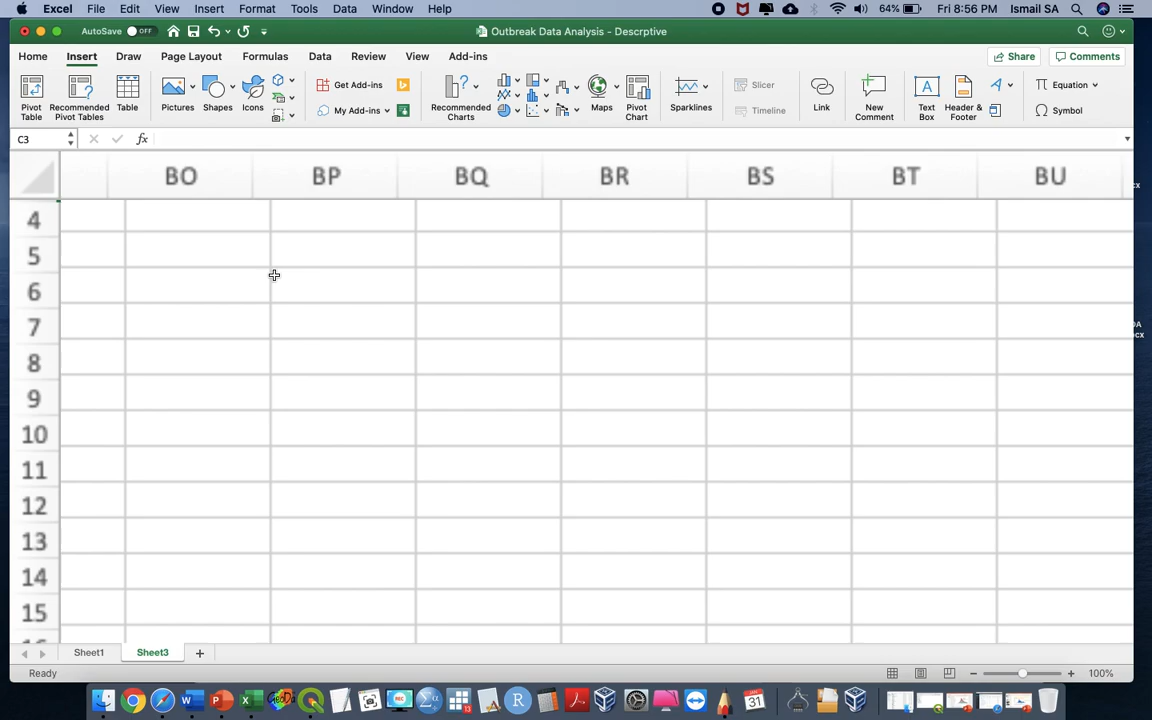 Excel File Edit View Insert Format Tools Data Window Help 64% Fri 8:56 PM Ismail SA
AutoSave OFF Outbreak Data Analysis - Descrptive
Home Insert Draw Page Layout Formulas Data Review View Add-ins Share Comments
Pivot Table Recommended Pivot Tables Table Pictures Shapes Icons Get Add-ins My Add-ins Recommended Charts Maps Pivot Chart Sparklines Slicer Timeline Link New Comment Text Box Header & Footer Equation Symbol
C3 fx
BO BP BQ BR BS BT BU
4
5
6
7
8
9
10
11
12
13
14
15
Sheet1 Sheet3
Ready 100%